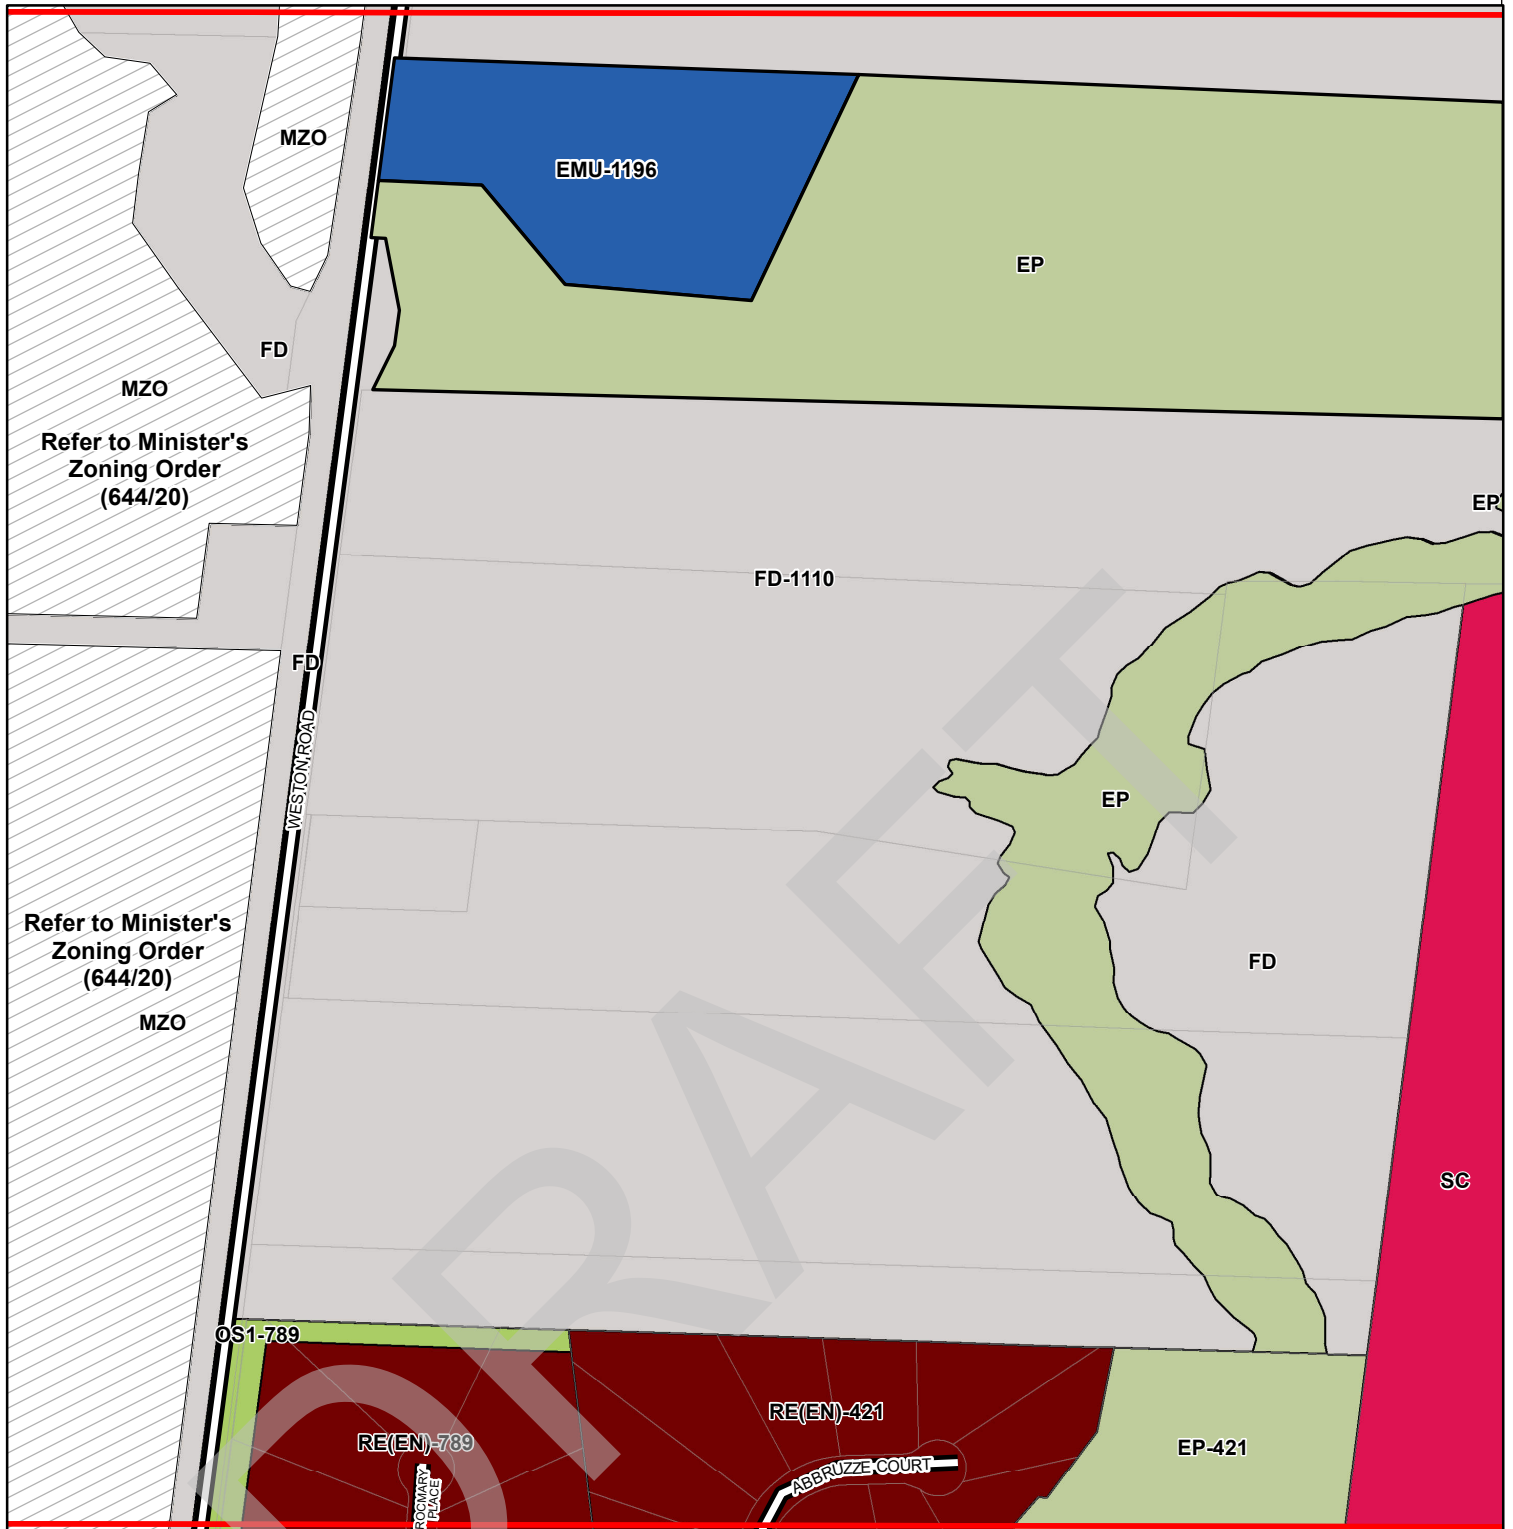 MZO
EMU-1196
EP
FD
MZO
Refer to Minister's
Zoning Order
(644/20)
EP
FD-1110
FD
WESTON ROAD
EP
Refer to Minister's
Zoning Order
(644/20)
MZO
FD
SC
OS1-789
RE(EN)-421
RE(EN)-789
EP-421
ABBRUZZE COURT
ROCMARY
PLACE
DRAFT